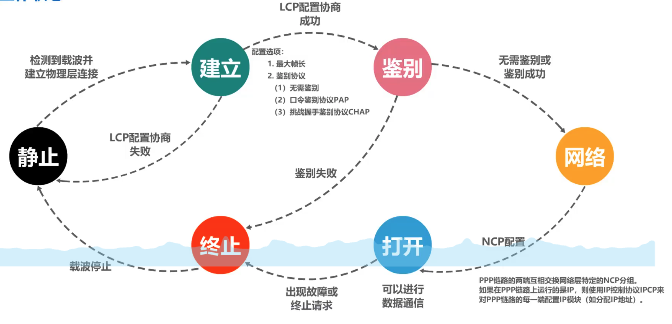 LCP配置协商
成功
检测到载波并
建立物理层连接
建立
配置选项:
1. 最大帧长
2. 鉴别协议
(1) 无需鉴别
(2) 口令鉴别协议PAP
(3) 挑战握手鉴别协议CHAP
鉴别
无需鉴别或
鉴别成功
LCP配置协商
失败
静止
鉴别失败
网络
终止
打开
NCP配置
载波停止
出现故障或
终止请求
可以进行
数据通信
PPP链路的两端互相交换网络层特定的NCP分组。
如果在PPP链路上运行的是IP,则使用IP控制协议IPCP来
对PPP链路的每一端配置IP模块(如分配IP地址)。